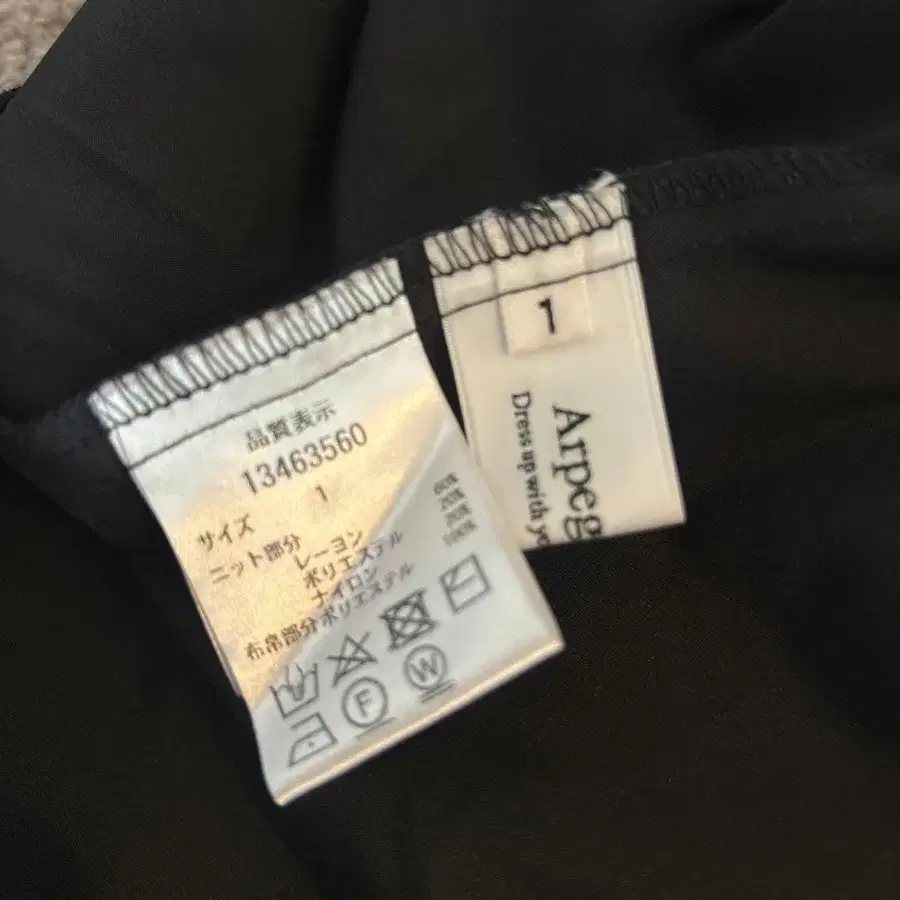 品質表示
13463560
サイズ 1
ニット部分
レーヨン
ポリエステル
ナイロン
布帛部分 ポリエステル 100%
F
W
1
Arpeg
Dress up with yo